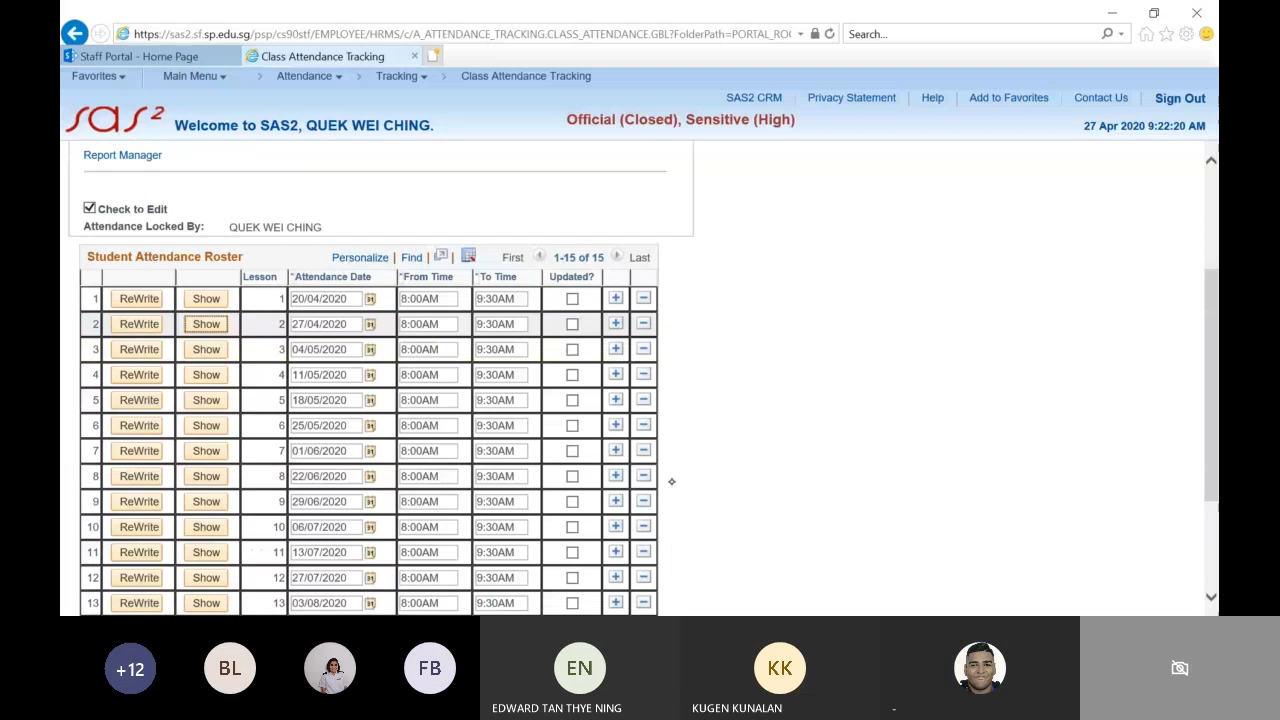 https://sas2.sf.sp.edu.sg/psp/cs90stf/EMPLOYEE/HRMS/c/A_ATTENDANCE_TRACKING.CLASS_ATTENDANCE.GBL?FolderPath=PORTAL_ROO Search...
Staff Portal - Home Page Class Attendance Tracking
Favorites Main Menu > Attendance > Tracking > Class Attendance Tracking
SAS2 CRM Privacy Statement Help Add to Favorites Contact Us Sign Out
sas2 Welcome to SAS2, QUEK WEI CHING. Official (Closed), Sensitive (High) 27 Apr 2020 9:22:20 AM
Report Manager
Check to Edit
Attendance Locked By: QUEK WEI CHING
Student Attendance Roster Personalize | Find | | First 1-15 of 15 Last
Lesson *Attendance Date *From Time *To Time Updated?
1 ReWrite Show 1 20/04/2020 8:00AM 9:30AM
2 ReWrite Show 2 27/04/2020 8:00AM 9:30AM
3 ReWrite Show 3 04/05/2020 8:00AM 9:30AM
4 ReWrite Show 4 11/05/2020 8:00AM 9:30AM
5 ReWrite Show 5 18/05/2020 8:00AM 9:30AM
6 ReWrite Show 6 25/05/2020 8:00AM 9:30AM
7 ReWrite Show 7 01/06/2020 8:00AM 9:30AM
8 ReWrite Show 8 22/06/2020 8:00AM 9:30AM
9 ReWrite Show 9 29/06/2020 8:00AM 9:30AM
10 ReWrite Show 10 06/07/2020 8:00AM 9:30AM
11 ReWrite Show 11 13/07/2020 8:00AM 9:30AM
12 ReWrite Show 12 27/07/2020 8:00AM 9:30AM
13 ReWrite Show 13 03/08/2020 8:00AM 9:30AM
+12 BL FB EN KK
EDWARD TAN THYE NING KUGEN KUNALAN -